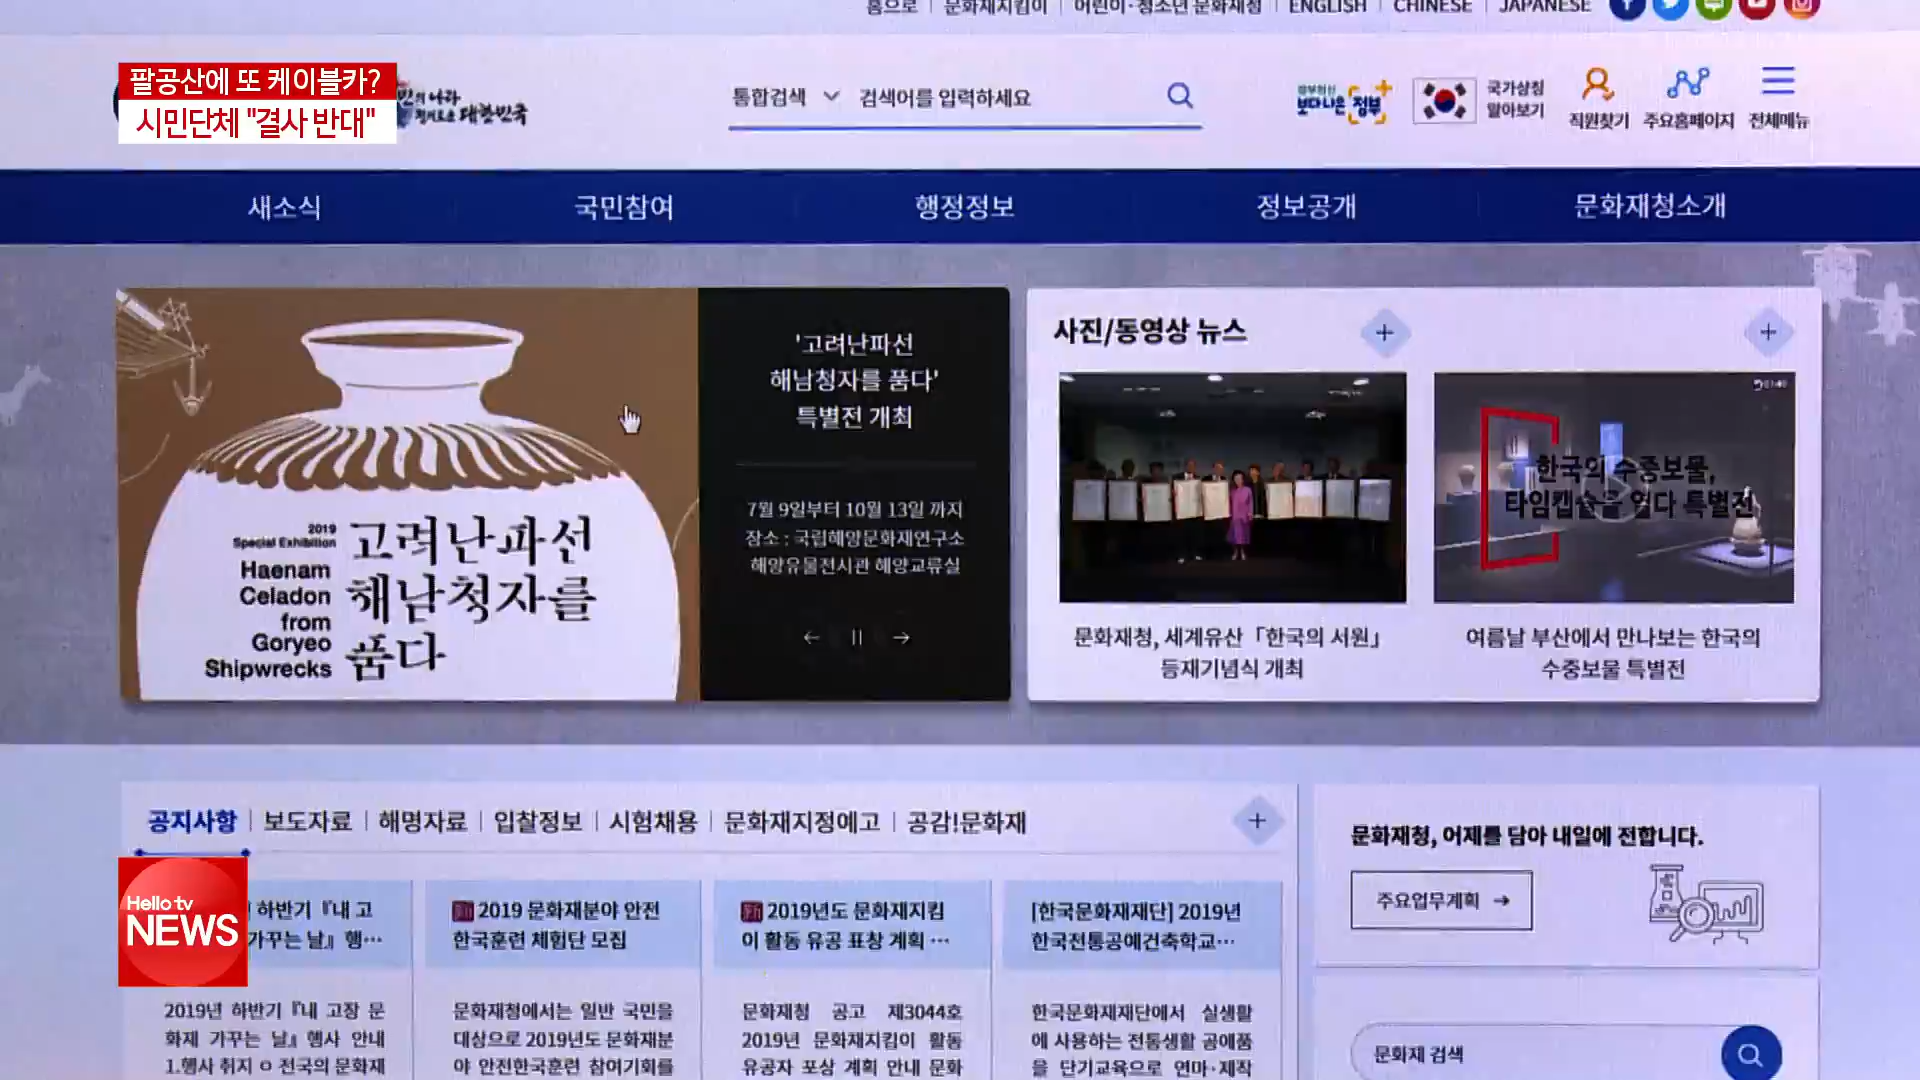 홈으로 문화재지킴이 어린이·청소년 문화재청 ENGLISH CHINESE JAPANESE
팔공산에 또 케이블카?
시민단체 "결사 반대"
대한민국
통합검색 검색어를 입력하세요
보다나은 정부
국가상징
알아보기
직원찾기 주요홈페이지 전체메뉴
새소식 국민참여 행정정보 정보공개 문화재청소개
2019
Special Exhibition
Haenam
Celadon
from
Goryeo
Shipwrecks
고려난파선
해남청자를
품다
'고려난파선
해남청자를 품다'
특별전 개최
7월 9일부터 10월 13일 까지
장소 : 국립해양문화재연구소
해양유물전시관 해양교류실
사진/동영상 뉴스
한국의 수중보물,
타임캡슐을 열다 특별전
문화재청, 세계유산「한국의 서원」
등재기념식 개최
여름날 부산에서 만나보는 한국의
수중보물 특별전
공지사항 보도자료 해명자료 입찰정보 시험채용 문화재지정예고 공감!문화재
하반기 『내 고
가꾸는 날』 행…
2019년 하반기 『내 고장 문
화재 가꾸는 날』 행사 안내
1.행사 취지 ㅇ 전국의 문화재
2019 문화재분야 안전
한국훈련 체험단 모집
문화재청에서는 일반 국민을
대상으로 2019년도 문화재분
야 안전한국훈련 참여기회를
2019년도 문화재지킴
이 활동 유공 표창 계획 …
문화재청 공고 제3044호
2019년 문화재지킴이 활동
유공자 포상 계획 안내 문화
[한국문화재재단] 2019년
한국전통공예건축학교…
한국문화재재단에서 실생활
에 사용하는 전통생활 공예품
을 단기교육으로 연마·제작
문화재청, 어제를 담아 내일에 전합니다.
주요업무계획 →
문화재 검색
Hello tv
NEWS